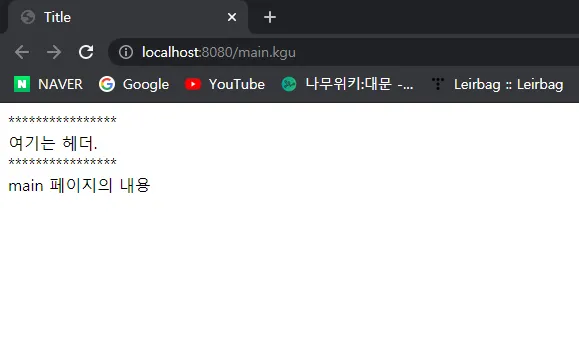 Title
localhost:8080/main.kgu
NAVER Google YouTube 나무위키:대문 -... Leirbag :: Leirbag
****************
여기는 헤더.
****************
main 페이지의 내용